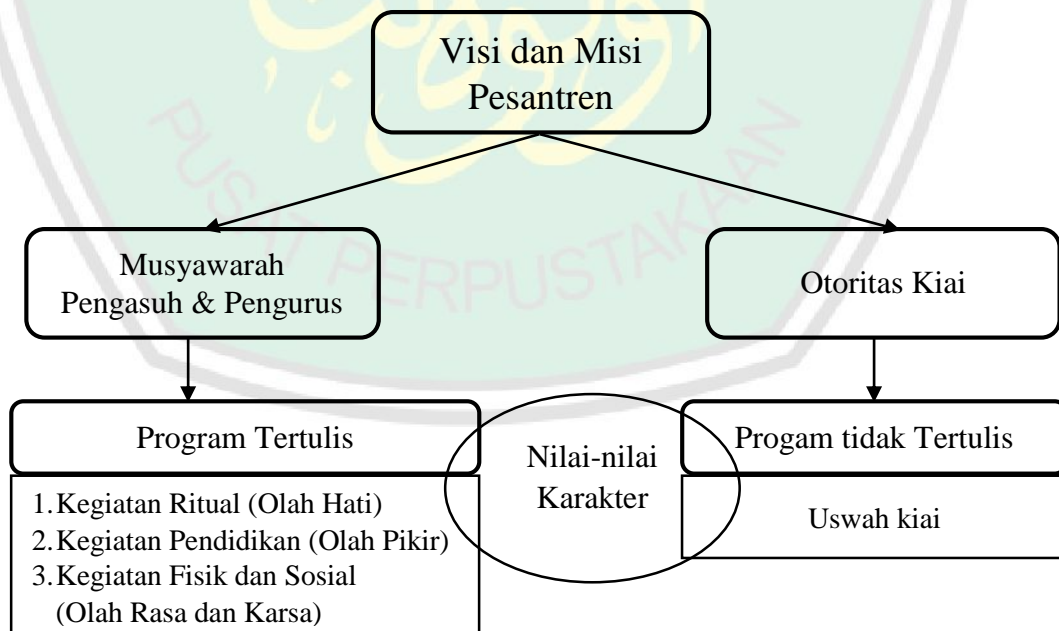 Visi dan Misi
Pesantren
Musyawarah
Pengasuh & Pengurus
Otoritas Kiai
Program Tertulis
Nilai-nilai
Karakter
Progam tidak Tertulis
1. Kegiatan Ritual (Olah Hati)
2. Kegiatan Pendidikan (Olah Pikir)
3. Kegiatan Fisik dan Sosial
(Olah Rasa dan Karsa)
Uswah kiai
PUSAT PERPUSTAKAAN